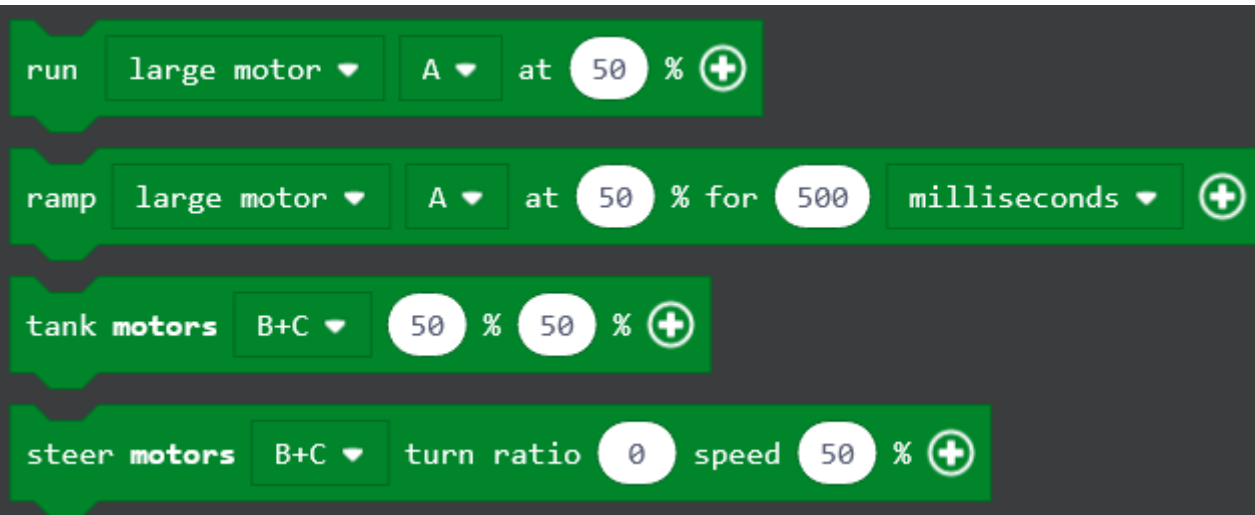 run large motor A at 50 %
ramp large motor A at 50 % for 500 milliseconds
tank motors B+C 50 % 50 %
steer motors B+C turn ratio 0 speed 50 %